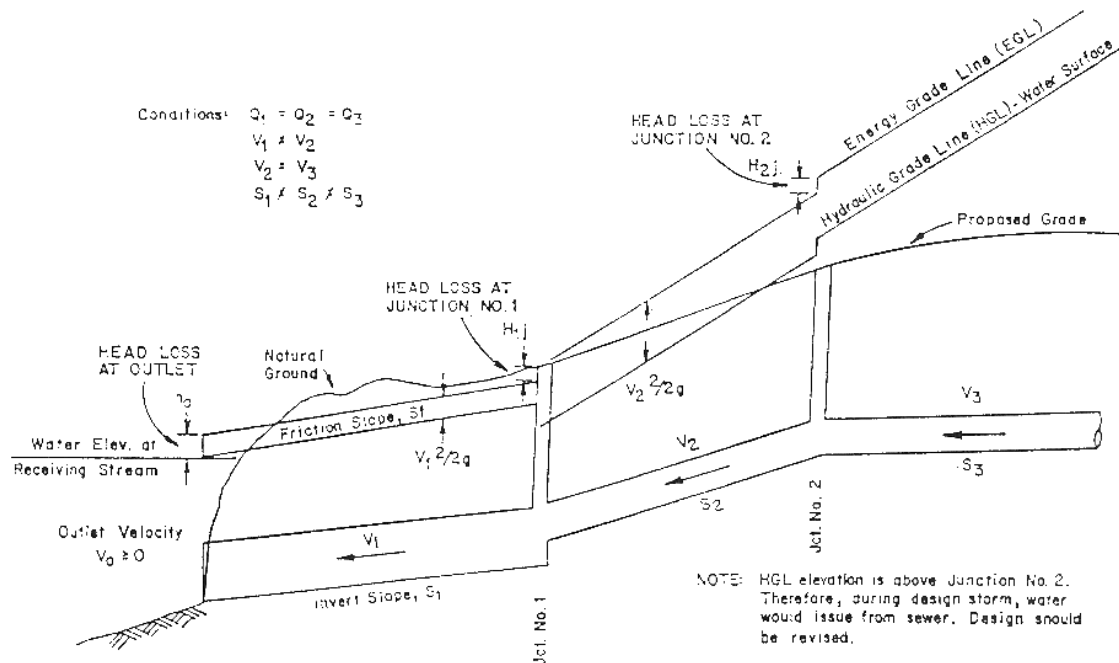 Conditions: Q1 = Q2 = Q3
V1 ≠ V2
V2 = V3
S1 ≠ S2 ≠ S3
HEAD LOSS AT
JUNCTION NO. 2
H2j.
Energy Grade Line (EGL)
Hydraulic Grade Line (HGL)-Water Surface
Proposed Grade
HEAD LOSS AT
JUNCTION NO. 1
H1j
HEAD LOSS
AT OUTLET
Natural
Ground
Friction Slope, Sf
V1 2/2g
V2 2/2g
Water Elev. at
Receiving Stream
V3
S3
V2
S2
Outlet Velocity
V1
Invert Slope, S1
Jct. No. 1
Jct. No. 2
NOTE: HGL elevation is above Junction No. 2.
Therefore, during design storm, water
would issue from sewer. Design should
be revised.